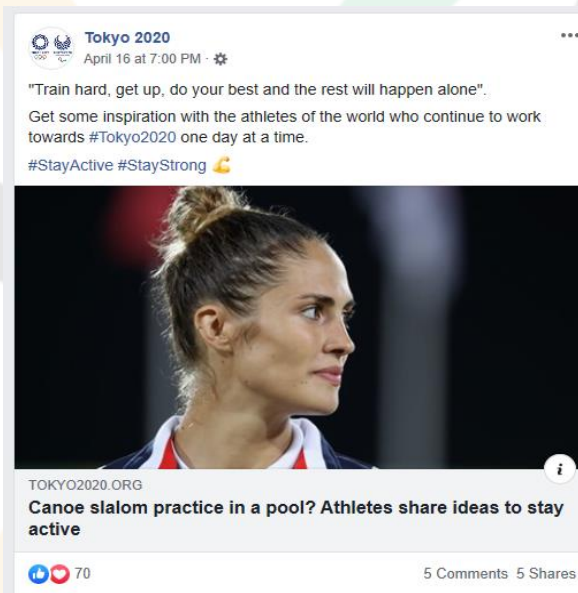 Tokyo 2020
April 16 at 7:00 PM ·
"Train hard, get up, do your best and the rest will happen alone".
Get some inspiration with the athletes of the world who continue to work
towards #Tokyo2020 one day at a time.
#StayActive #StayStrong 💪
TOKYO2020.ORG
Canoe slalom practice in a pool? Athletes share ideas to stay
active
70
5 Comments 5 Shares